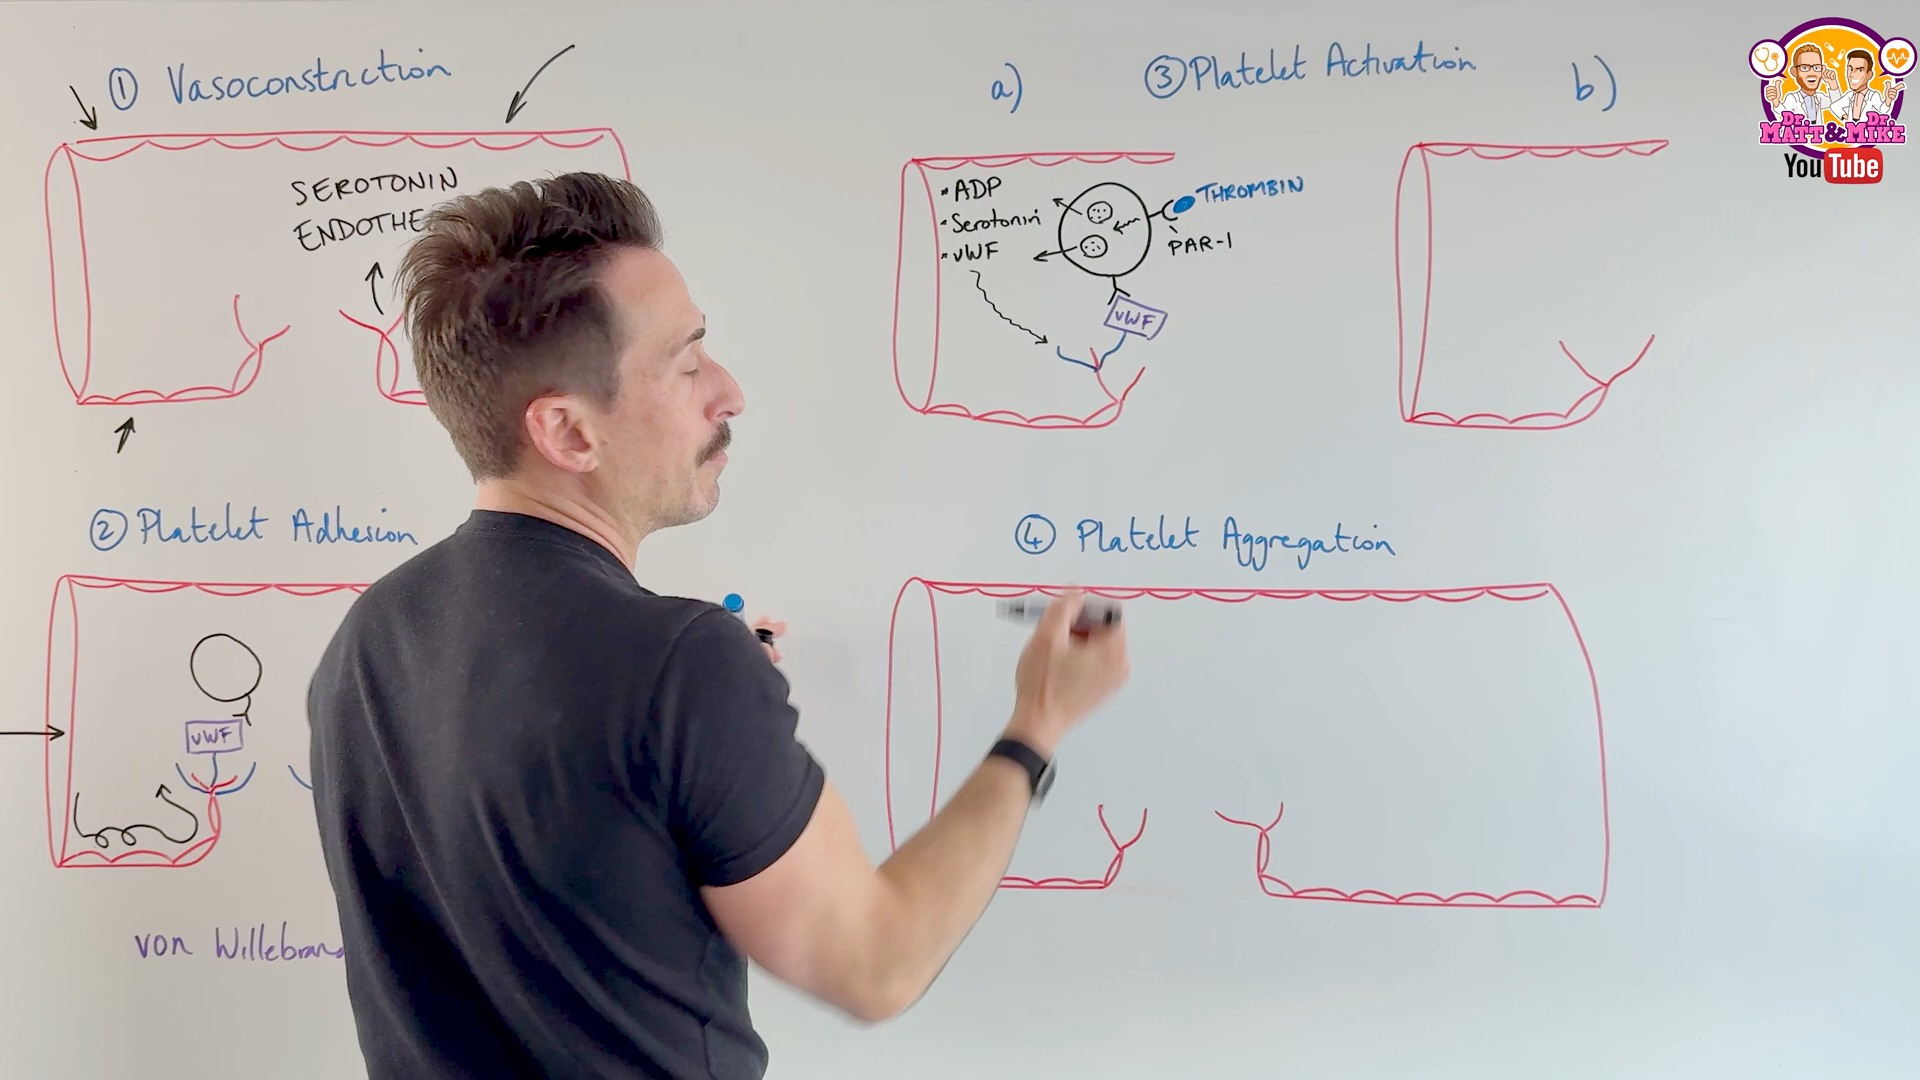 ① Vasoconstriction
SEROTONIN
② Platelet Adhesion
vWF
a)
③ Platelet Activation
b)
• ADP
• Serotonin
• vWF
THROMBIN
PAR-1
vWF
④ Platelet Aggregation
von
Dr. Dr.
MATT & MIKE
YouTube